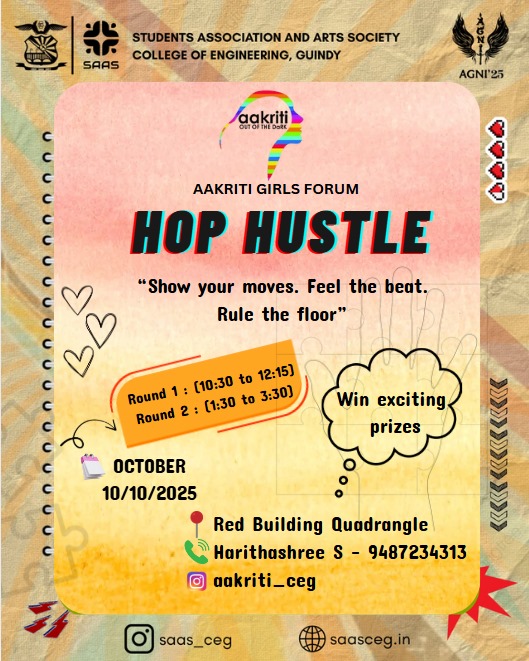 STUDENTS ASSOCIATION AND ARTS SOCIETY
COLLEGE OF ENGINEERING, GUINDY
SAAS
AGNI
AGNI'25
aakriti
OUT OF THE DaRK
AAKRITI GIRLS FORUM
HOP HUSTLE
“Show your moves. Feel the beat.
Rule the floor”
Round 1 : (10:30 to 12:15)
Round 2 : (1:30 to 3:30)
Win exciting
prizes
OCTOBER
10/10/2025
Red Building Quadrangle
Harithashree S - 9487234313
aakriti_ceg
saas_ceg
saasceg.in